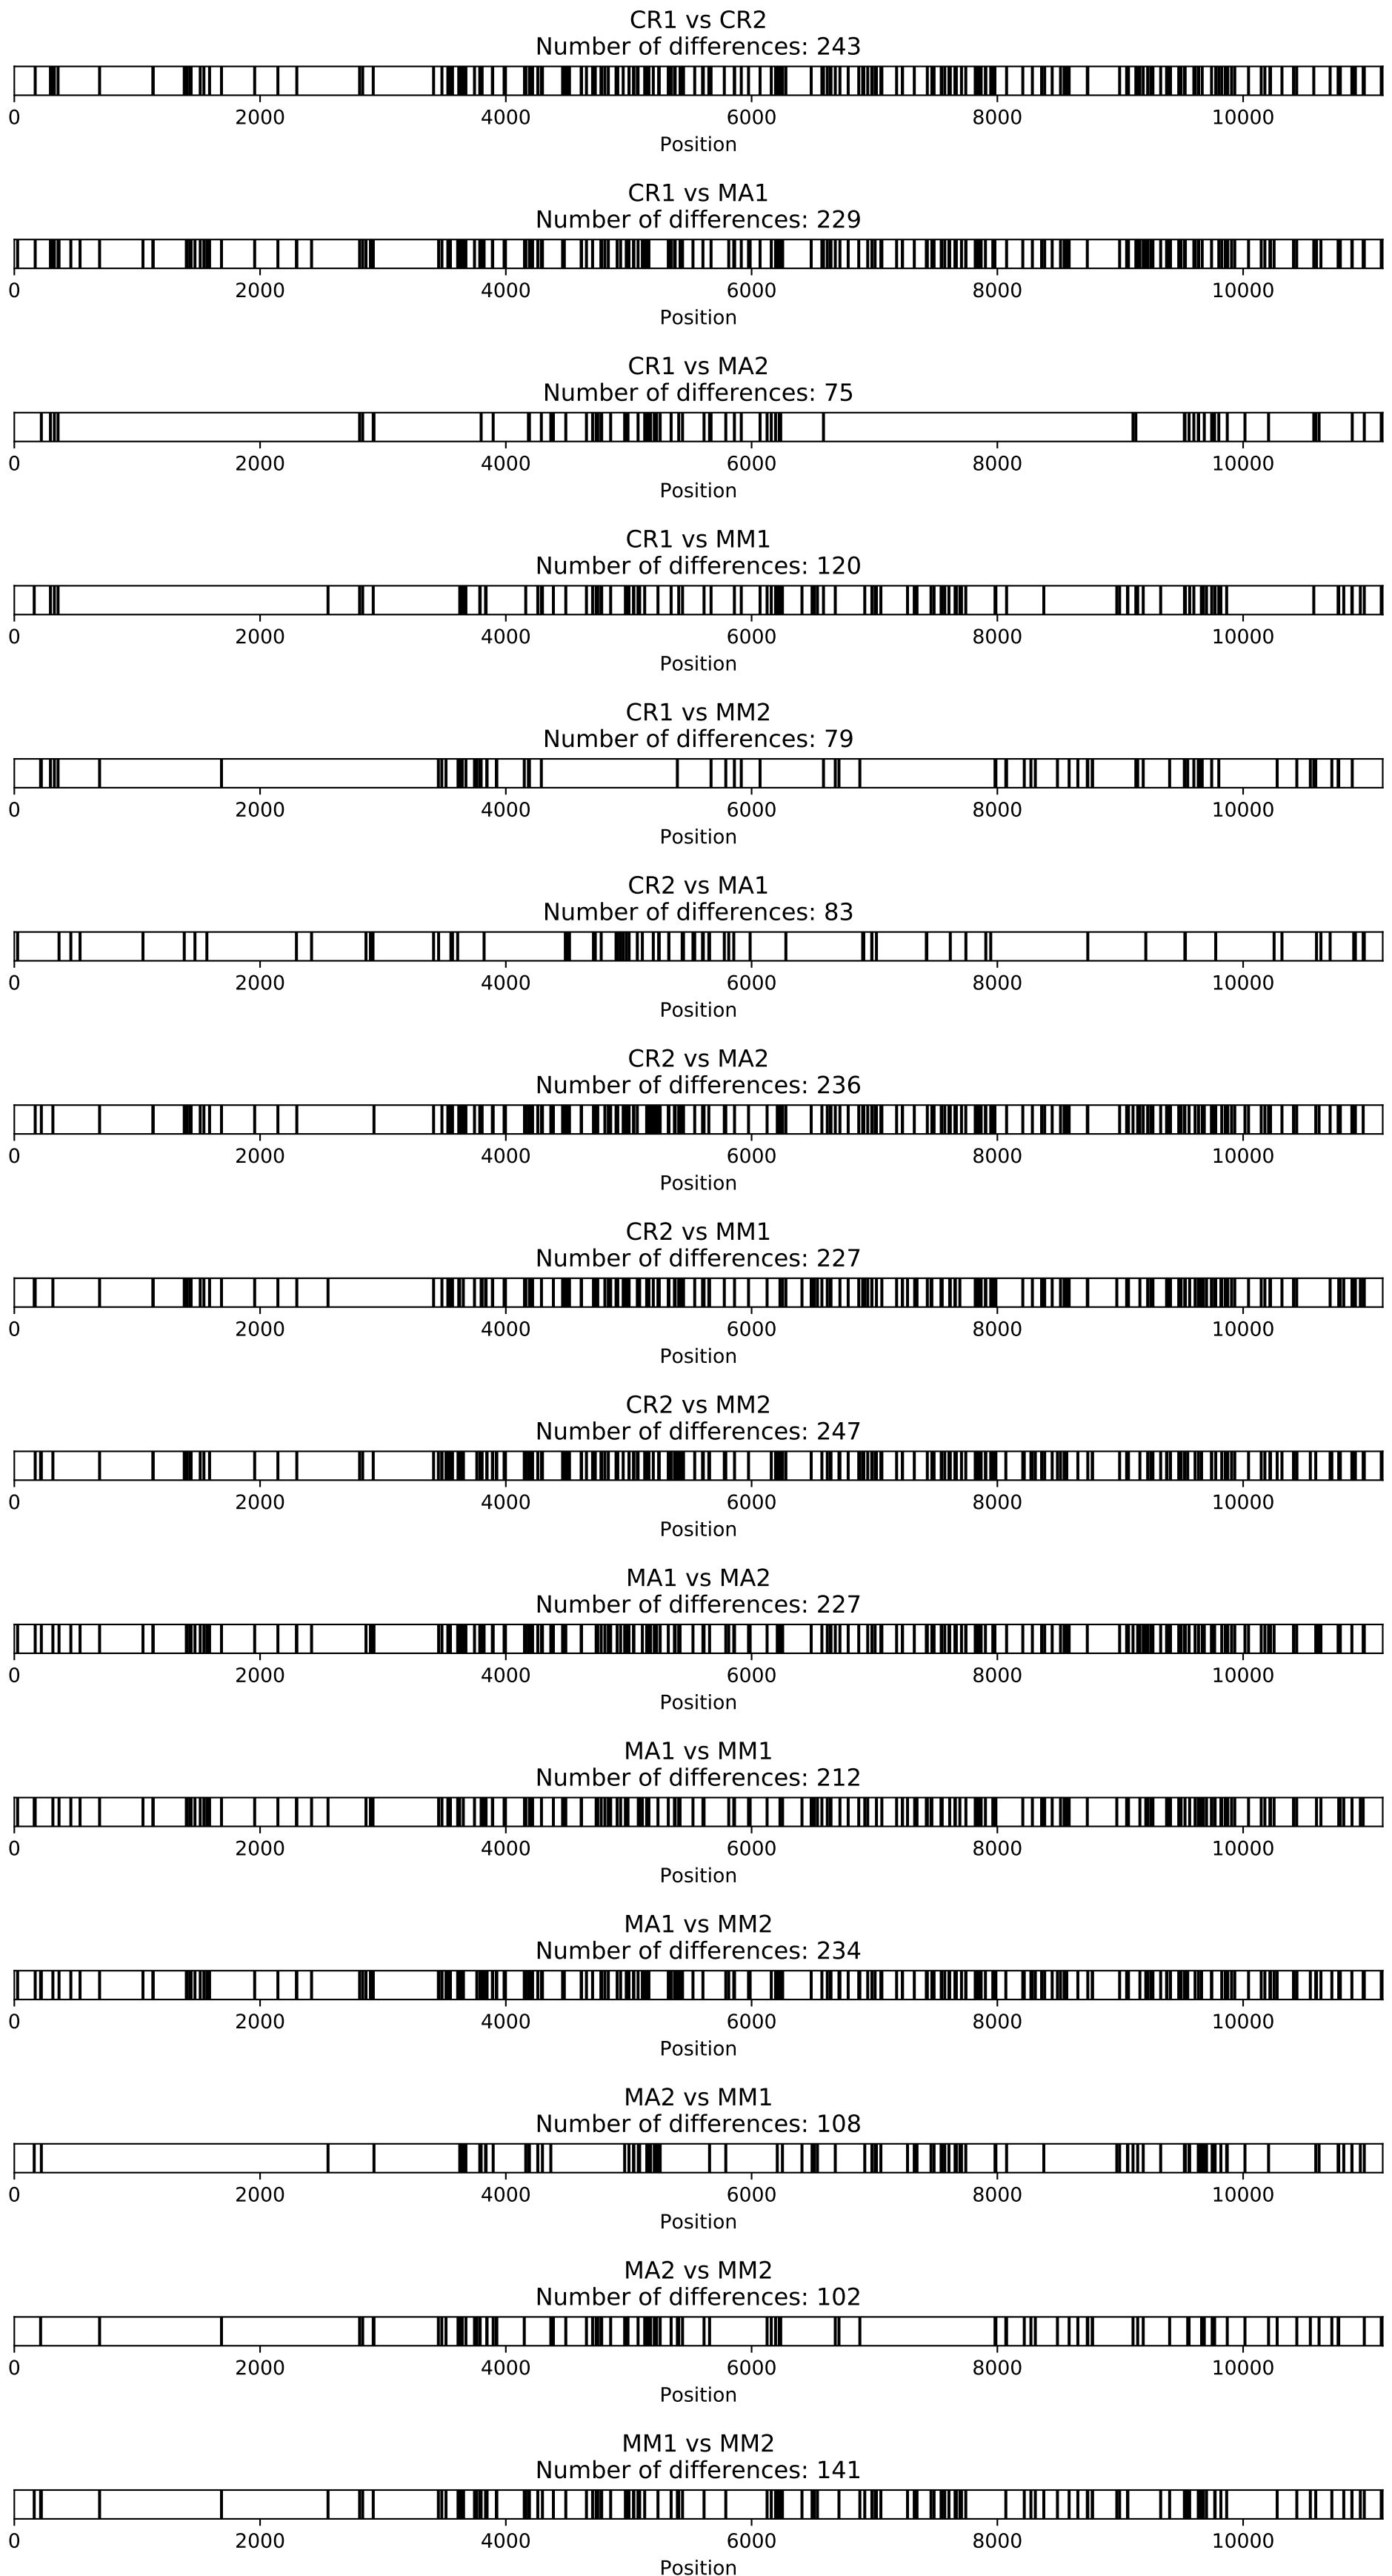 CR1 vs CR2
Number of differences: 243
0 2000 4000 6000 8000 10000
Position
CR1 vs MA1
Number of differences: 229
0 2000 4000 6000 8000 10000
Position
CR1 vs MA2
Number of differences: 75
0 2000 4000 6000 8000 10000
Position
CR1 vs MM1
Number of differences: 120
0 2000 4000 6000 8000 10000
Position
CR1 vs MM2
Number of differences: 79
0 2000 4000 6000 8000 10000
Position
CR2 vs MA1
Number of differences: 83
0 2000 4000 6000 8000 10000
Position
CR2 vs MA2
Number of differences: 236
0 2000 4000 6000 8000 10000
Position
CR2 vs MM1
Number of differences: 227
0 2000 4000 6000 8000 10000
Position
CR2 vs MM2
Number of differences: 247
0 2000 4000 6000 8000 10000
Position
MA1 vs MA2
Number of differences: 227
0 2000 4000 6000 8000 10000
Position
MA1 vs MM1
Number of differences: 212
0 2000 4000 6000 8000 10000
Position
MA1 vs MM2
Number of differences: 234
0 2000 4000 6000 8000 10000
Position
MA2 vs MM1
Number of differences: 108
0 2000 4000 6000 8000 10000
Position
MA2 vs MM2
Number of differences: 102
0 2000 4000 6000 8000 10000
Position
MM1 vs MM2
Number of differences: 141
0 2000 4000 6000 8000 10000
Position